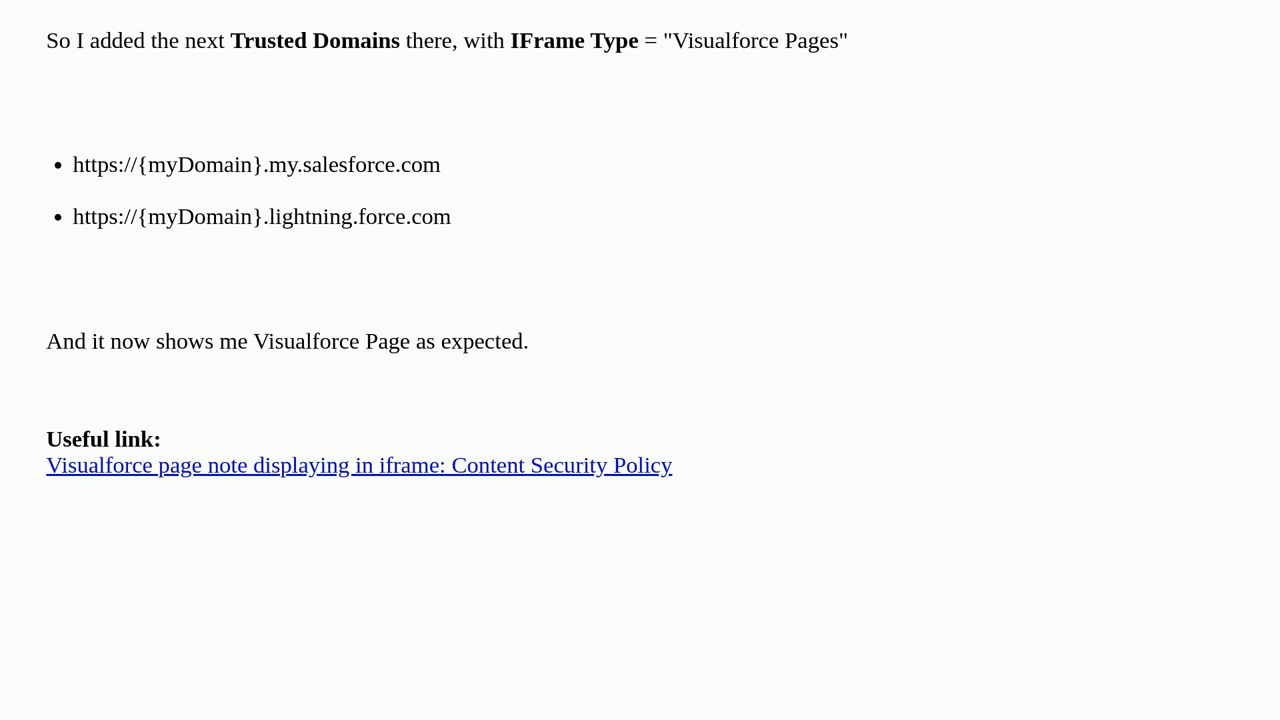 So I added the next Trusted Domains there, with IFrame Type = "Visualforce Pages"
• https://{myDomain}.my.salesforce.com
• https://{myDomain}.lightning.force.com
And it now shows me Visualforce Page as expected.
Useful link:
Visualforce page note displaying in iframe: Content Security Policy